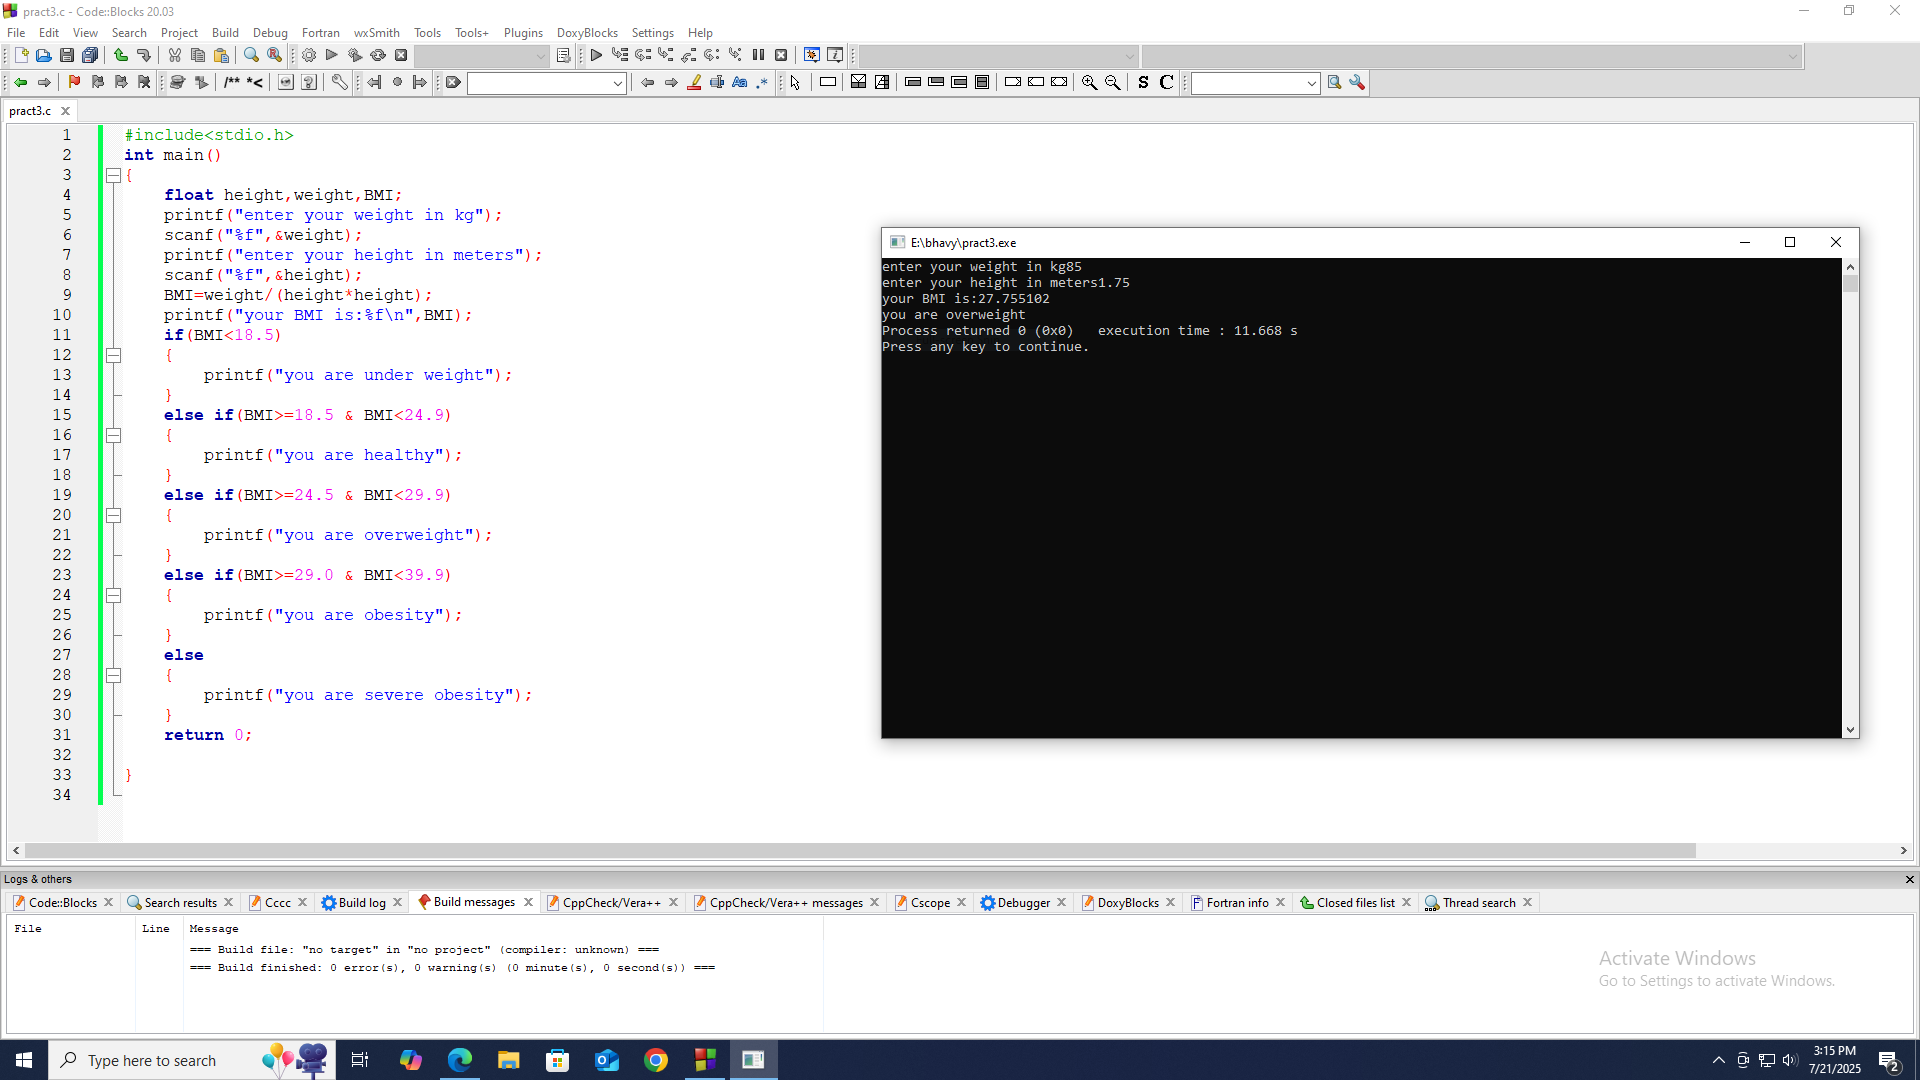 pract3.c - Code::Blocks 20.03
File Edit View Search Project Build Debug Fortran wxSmith Tools Tools+ Plugins DoxyBlocks Settings Help
/** *<
Aa .*
S C
pract3.c
1 #include<stdio.h>
2 int main()
3 {
4 float height,weight,BMI;
5 printf("enter your weight in kg");
6 scanf("%f",&weight);
7 printf("enter your height in meters");
8 scanf("%f",&height);
9 BMI=weight/(height*height);
10 printf("your BMI is:%f\n",BMI);
11 if(BMI<18.5)
12 {
13 printf("you are under weight");
14 }
15 else if(BMI>=18.5 & BMI<24.9)
16 {
17 printf("you are healthy");
18 }
19 else if(BMI>=24.5 & BMI<29.9)
20 {
21 printf("you are overweight");
22 }
23 else if(BMI>=29.0 & BMI<39.9)
24 {
25 printf("you are obesity");
26 }
27 else
28 {
29 printf("you are severe obesity");
30 }
31 return 0;
32
33 }
34
E:\bhavy\pract3.exe
enter your weight in kg85
enter your height in meters1.75
your BMI is:27.755102
you are overweight
Process returned 0 (0x0)   execution time : 11.668 s
Press any key to continue.
Logs & others
Code::Blocks Search results Cccc Build log Build messages CppCheck/Vera++ CppCheck/Vera++ messages Cscope Debugger DoxyBlocks Fortran info Closed files list Thread search
File Line Message
=== Build file: "no target" in "no project" (compiler: unknown) ===
=== Build finished: 0 error(s), 0 warning(s) (0 minute(s), 0 second(s)) ===
Activate Windows
Go to Settings to activate Windows.
Type here to search
3:15 PM
7/21/2025
2